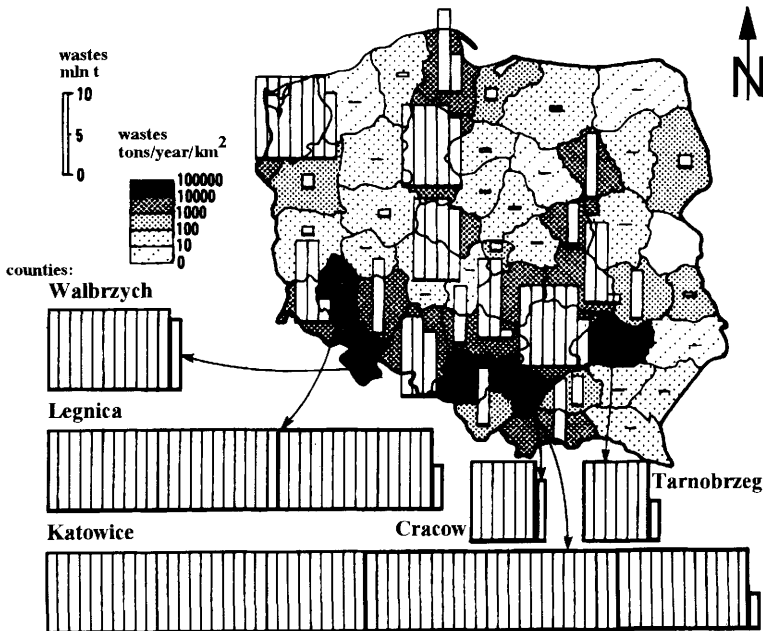 wastes
mln t
10
5
0
N
wastes
tons/year/km²
100000
10000
1000
100
10
0
counties:
Walbrzych
Legnica
Tarnobrzeg
Cracow
Katowice